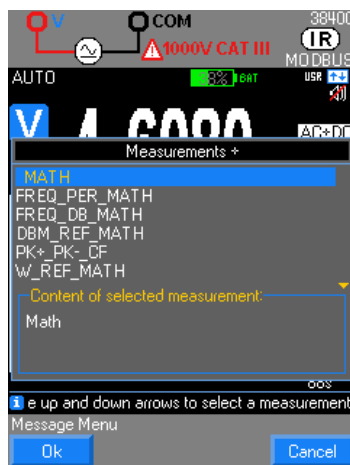 V COM 38400
1000V CAT III (IR)
MODBUS
AUTO BAT USR
V AC+DC
Measurements +
MATH
FREQ_PER_MATH
FREQ_DB_MATH
DBM_REF_MATH
PK+_PK-_CF
W_REF_MATH
Content of selected measurement:
Math
i e up and down arrows to select a measurement
Message Menu
Ok Cancel